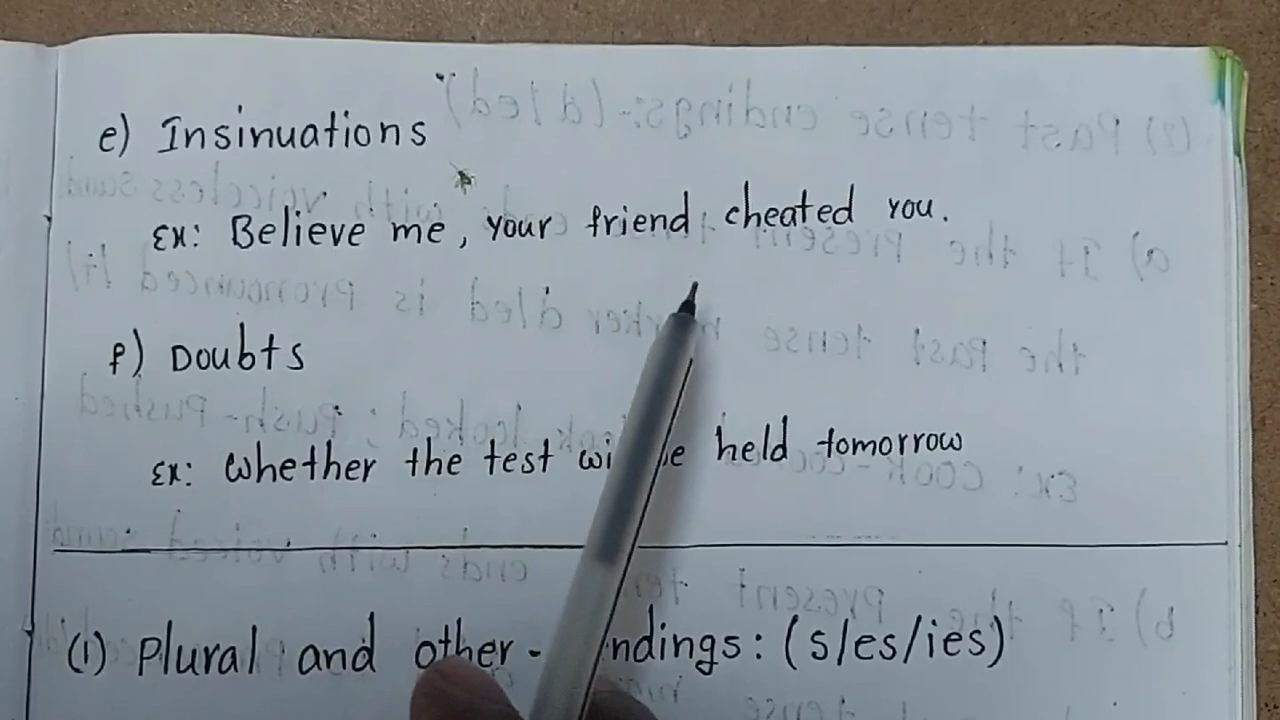 e) Insinuations
Ex: Believe me, your friend cheated you.
f) Doubts
Ex: Whether the test held tomorrow
(1) Plural and other- (s/es/ies)